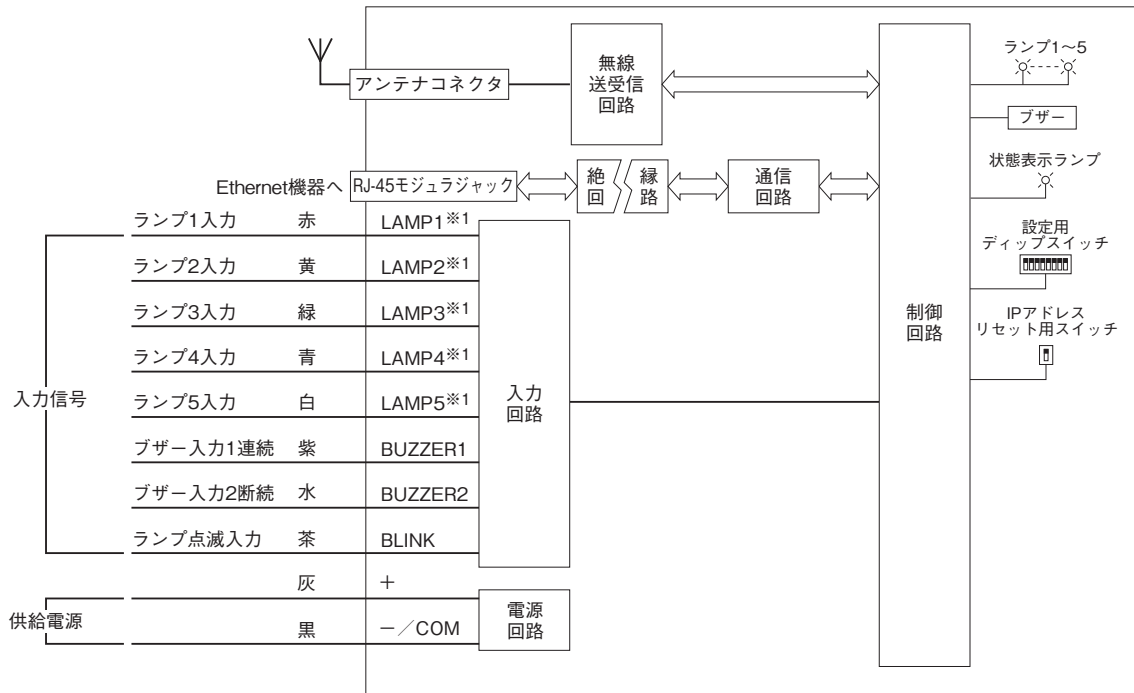 アンテナコネクタ
無線
送受信
回路
ランプ1〜5
ブザー
状態表示ランプ
設定用
ディップスイッチ
IPアドレス
リセット用スイッチ
制御
回路
Ethernet機器へ
RJ-45モジュラジャック
絶 縁
回 路
通信
回路
入力信号
ランプ1入力 赤 LAMP1※1
ランプ2入力 黄 LAMP2※1
ランプ3入力 緑 LAMP3※1
ランプ4入力 青 LAMP4※1
ランプ5入力 白 LAMP5※1
ブザー入力1連続 紫 BUZZER1
ブザー入力2断続 水 BUZZER2
ランプ点滅入力 茶 BLINK
入力
回路
供給電源
灰 +
黒 −/COM
電源
回路